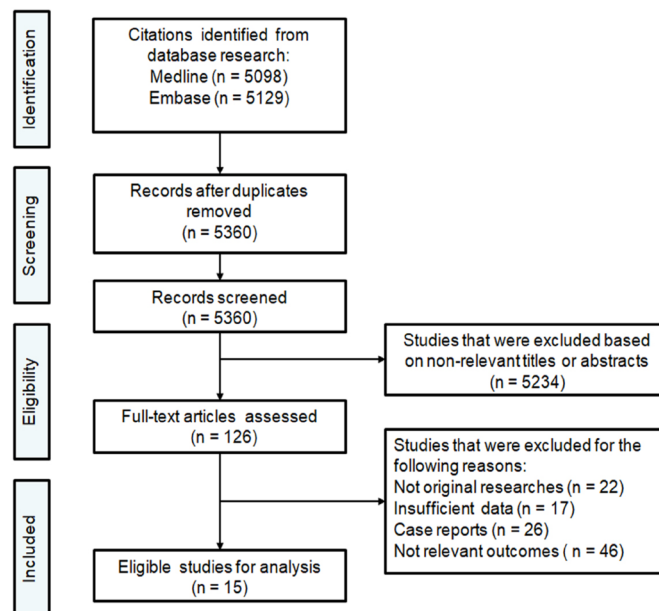 Identification
Citations identified from
database research:
Medline (n = 5098)
Embase (n = 5129)
Screening
Records after duplicates
removed
(n = 5360)
Records screened
(n = 5360)
Eligibility
Studies that were excluded based
on non-relevant titles or abstracts
(n = 5234)
Full-text articles assessed
(n = 126)
Studies that were excluded for the
following reasons:
Not original researches (n = 22)
Insufficient data (n = 17)
Case reports (n = 26)
Not relevant outcomes ( n = 46)
Included
Eligible studies for analysis
(n = 15)